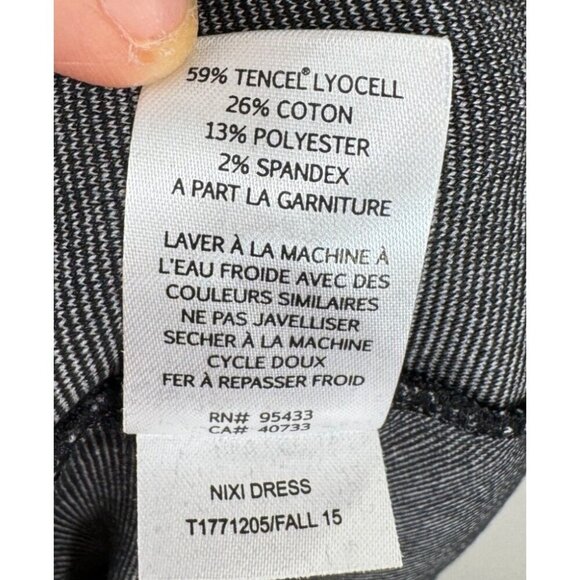 59% TENCEL® LYOCELL
26% COTON
13% POLYESTER
2% SPANDEX
A PART LA GARNITURE
LAVER À LA MACHINE À
L'EAU FROIDE AVEC DES
COULEURS SIMILAIRES
NE PAS JAVELLISER
SECHER À LA MACHINE
CYCLE DOUX
FER À REPASSER FROID
RN# 95433
CA# 40733
NIXI DRESS
T1771205/FALL 15